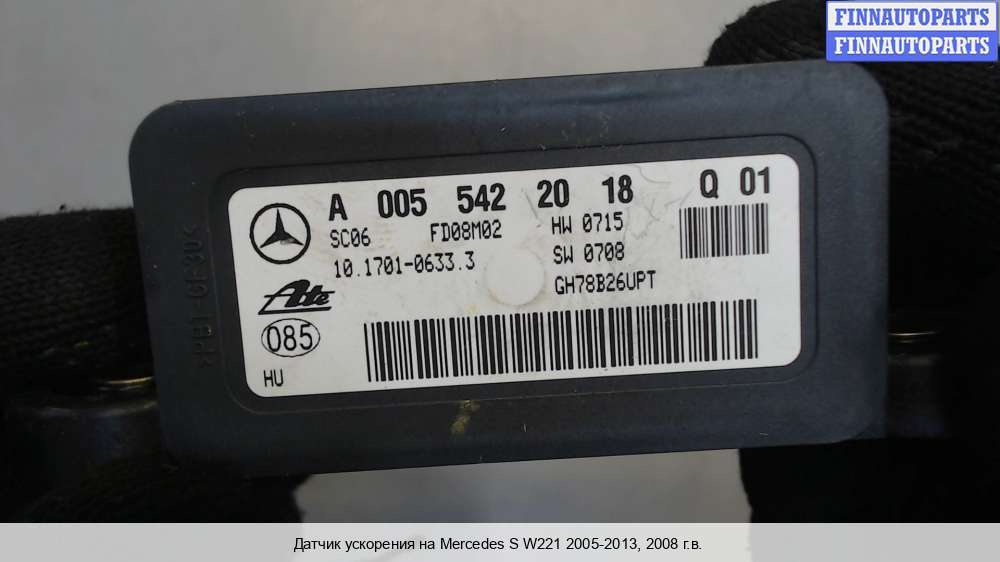 FINNAUTOPARTS
FINNAUTOPARTS
A 005 542 20 18 Q 01
SC06 FD08M02 HW 0715
10.1701-0633.3 SW 0708
GH78B26UPT
Ate
085
HU
Датчик ускорения на Mercedes S W221 2005-2013, 2008 г.в.